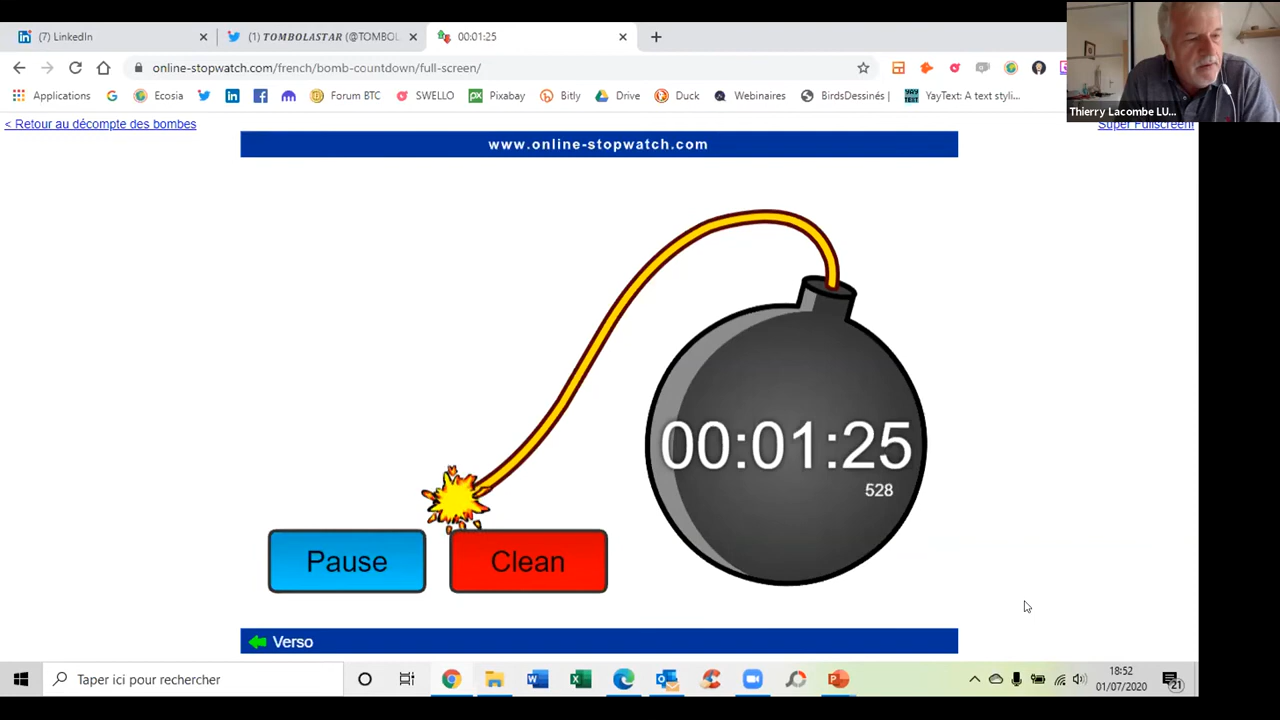 (7) LinkedIn
(1) TOMBOLASTAR (@TOMBOL
00:01:25
online-stopwatch.com/french/bomb-countdown/full-screen/
Applications
Ecosia
Forum BTC
SWELLO
Pixabay
Bitly
Drive
Duck
Webinaires
BirdsDessinés |
YayText: A text styli...
Thierry Lacombe LU...
< Retour au décompte des bombes
Super Fullscreen!
www.online-stopwatch.com
00:01:25
528
Pause
Clean
Verso
Taper ici pour rechercher
18:52
01/07/2020
21